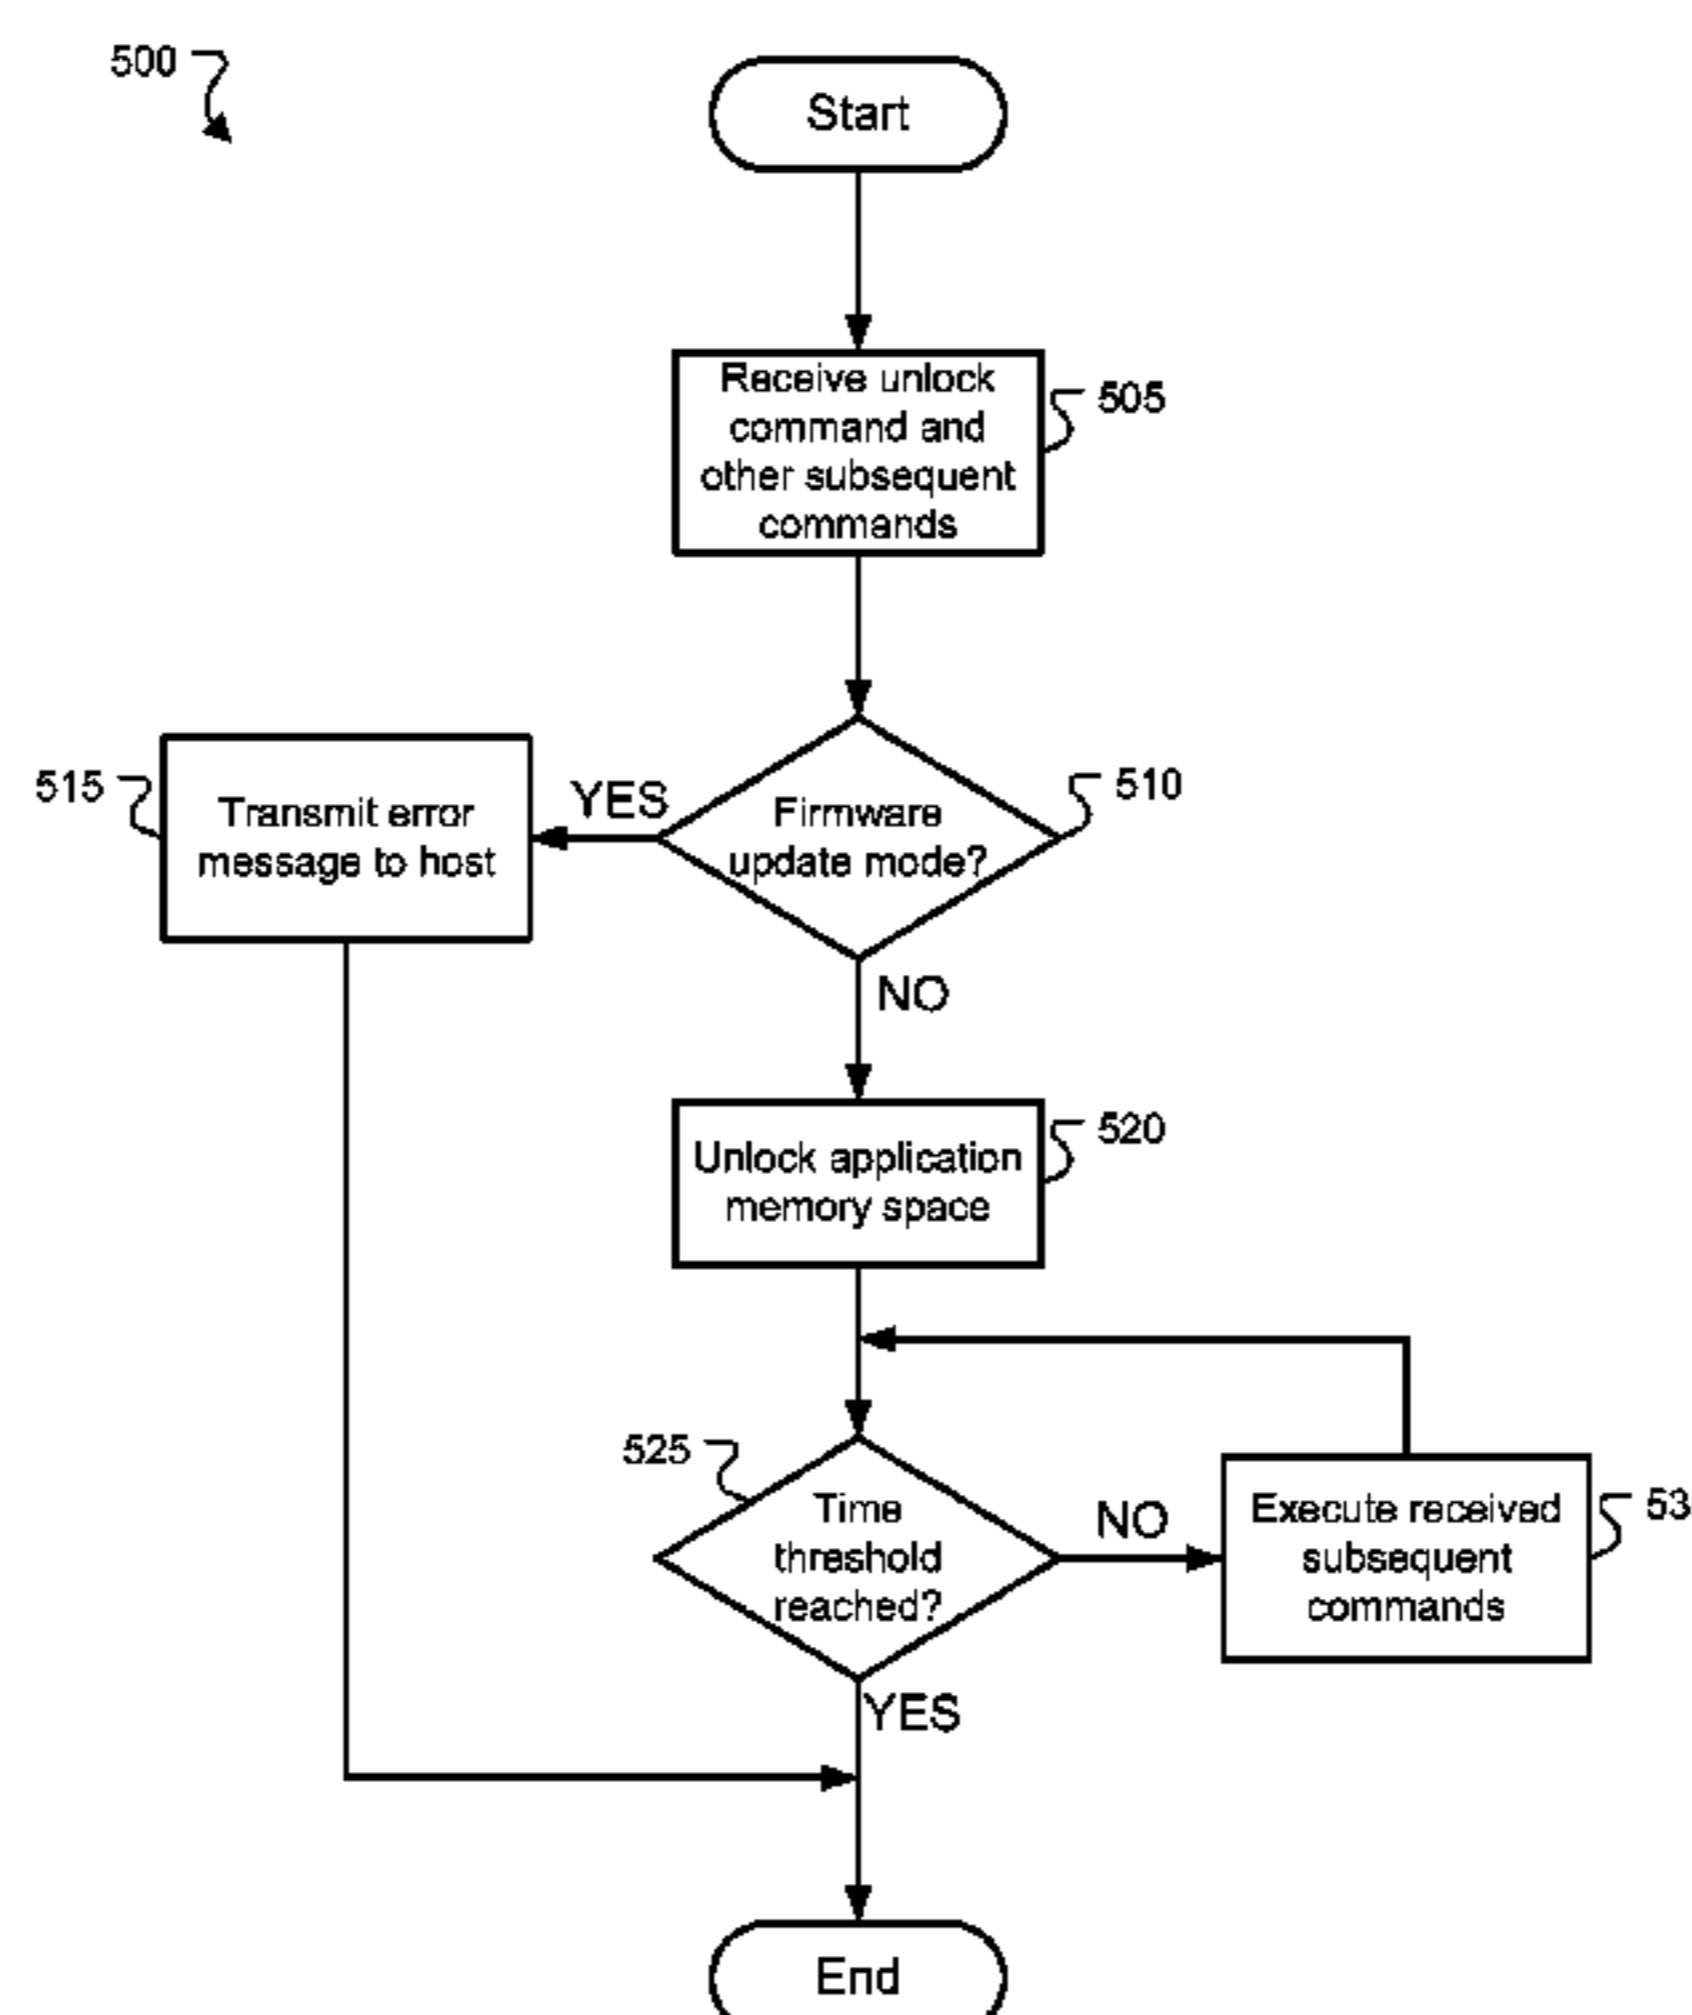 500
Start
Receive unlock
command and
other subsequent
commands
505
Firmware
update mode?
510
YES
515
Transmit error
message to host
NO
Unlock application
memory space
520
525
Time
threshold
reached?
NO
Execute received
subsequent
commands
53
YES
End